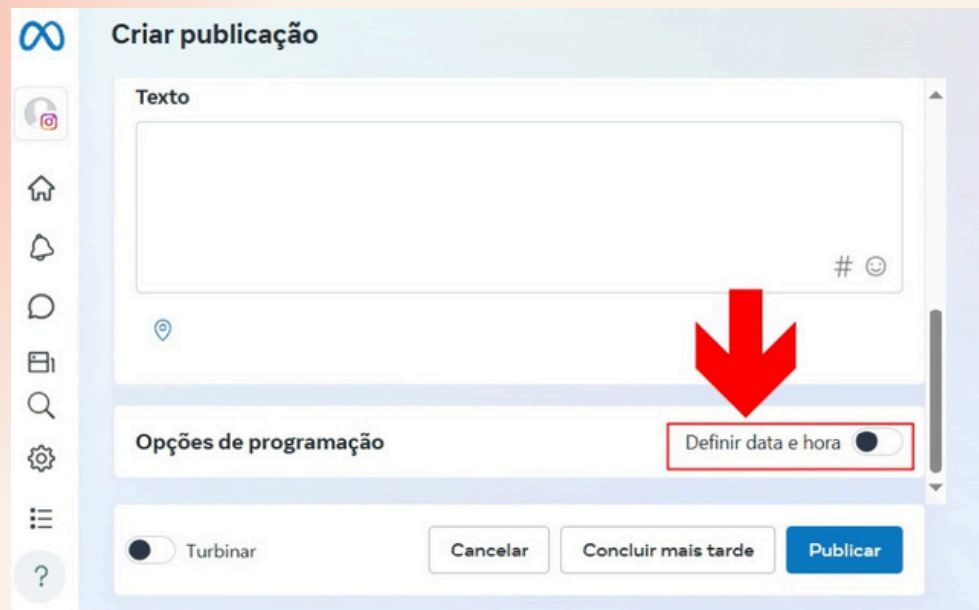 Criar publicação
Texto
#
Opções de programação
Definir data e hora
Turbinar
Cancelar
Concluir mais tarde
Publicar
?